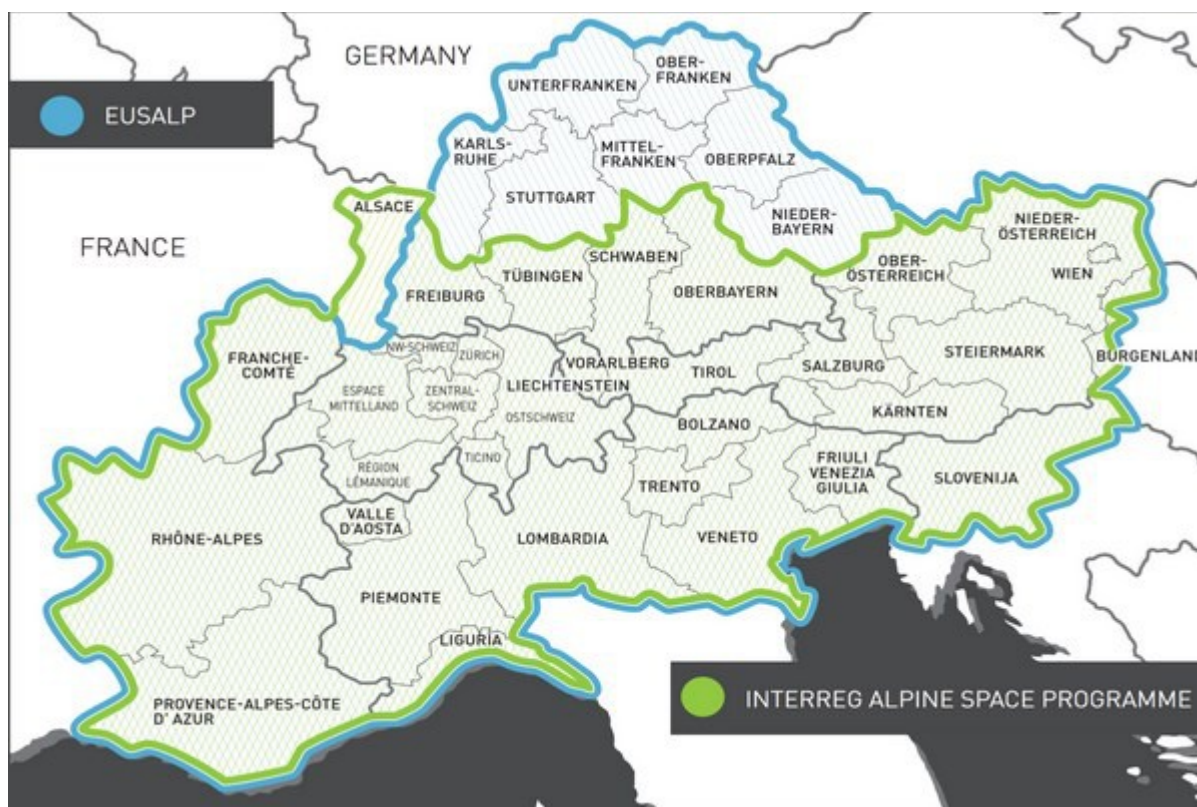 GERMANY
EUSALP
UNTERFRANKEN
OBER-
FRANKEN
KARLS-
RUHE
MITTEL-
FRANKEN
OBERPFALZ
STUTTGART
ALSACE
NIEDER-
BAYERN
NIEDER-
ÖSTERREICH
FRANCE
SCHWABEN
OBER-
ÖSTERREICH
WIEN
TÜBINGEN
FREIBURG
OBERBAYERN
FRANCHE-
COMTÉ
NW-SCHWEIZ
ZÜRICH
VORARLBERG
TIROL
SALZBURG
STEIERMARK
BURGENLAND
ESPACE
MITTELLAND
ZENTRAL-
SCHWEIZ
LIECHTENSTEIN
OSTSCHWEIZ
KÄRNTEN
BOLZANO
RÉGION
LÉMANIQUE
TICINO
FRIULI
VENEZIA
GIULIA
SLOVENIJA
TRENTO
VALLE
D'AOSTA
RHÔNE-ALPES
LOMBARDIA
VENETO
PIEMONTE
LIGURIA
PROVENCE-ALPES-CÔTE
D' AZUR
INTERREG ALPINE SPACE PROGRAMME